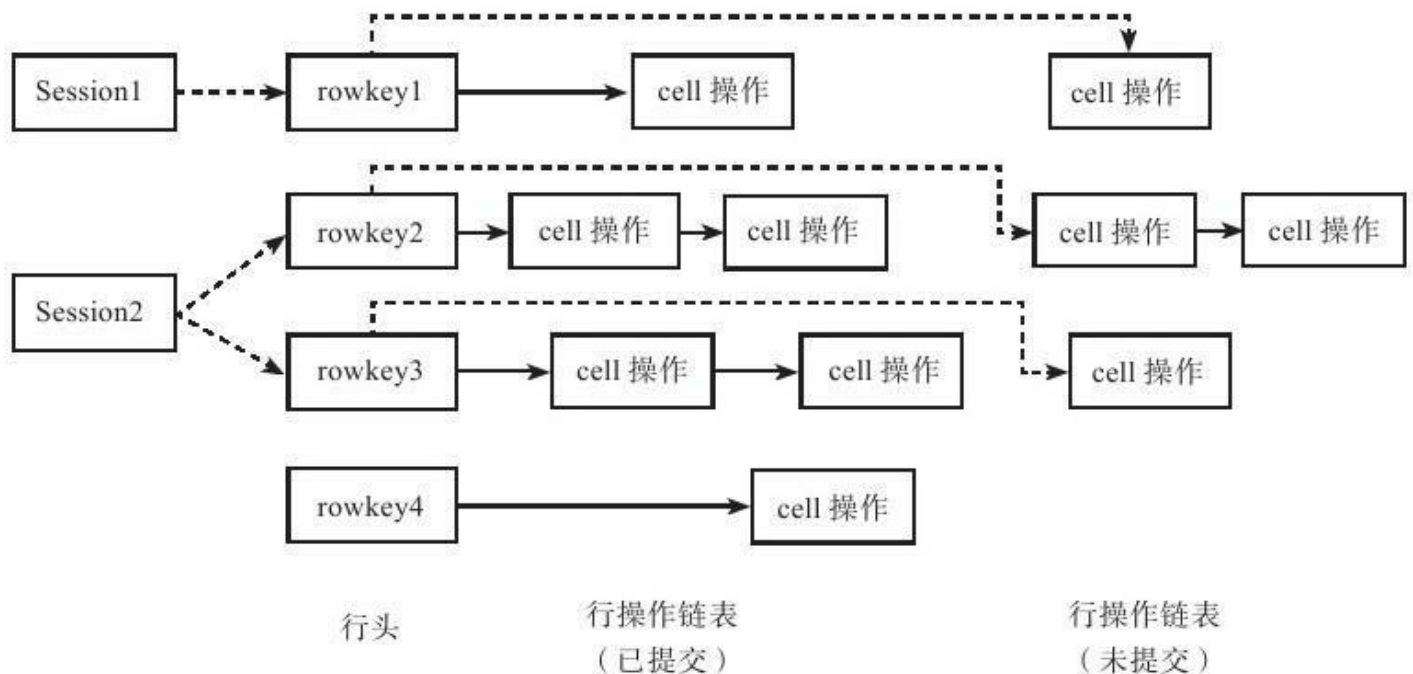 Session1
rowkey1
cell 操作
cell 操作
rowkey2
cell 操作
cell 操作
cell 操作
cell 操作
Session2
rowkey3
cell 操作
cell 操作
cell 操作
rowkey4
cell 操作
行头
行操作链表
（已提交）
行操作链表
（未提交）